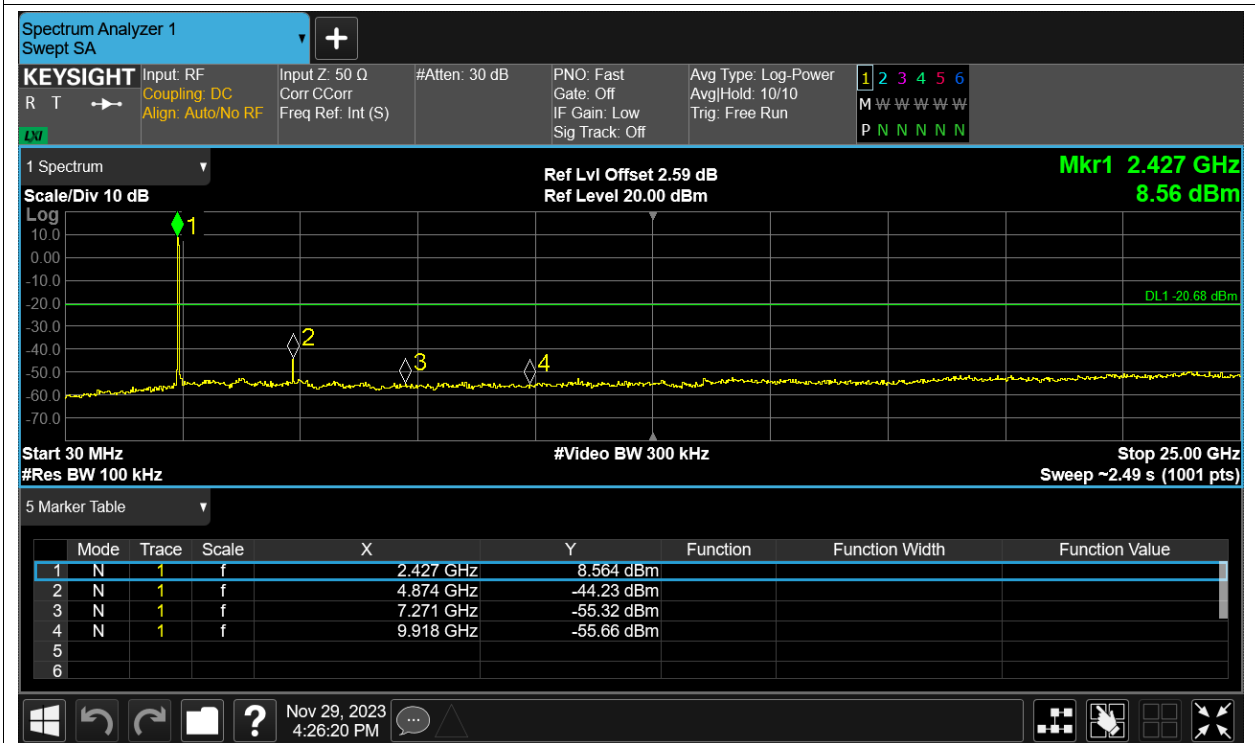 Spectrum Analyzer 1
Swept SA
+
KEYSIGHT Input: RF Input Z: 50 Ω #Atten: 30 dB PNO: Fast Avg Type: Log-Power 1 2 3 4 5 6
R T Coupling: DC Corr CCorr Gate: Off Avg|Hold: 10/10 M W W W W W
Align: Auto/No RF Freq Ref: Int (S) IF Gain: Low Trig: Free Run
LXI Sig Track: Off P N N N N N
1 Spectrum Ref Lvl Offset 2.59 dB Mkr1 2.427 GHz
Scale/Div 10 dB Ref Level 20.00 dBm 8.56 dBm
Log
1
10.0
0.00
-10.0
-20.0 DL1 -20.68 dBm
-30.0
2
-40.0
3 4
-50.0
-60.0
-70.0
Start 30 MHz #Video BW 300 kHz Stop 25.00 GHz
#Res BW 100 kHz Sweep ~2.49 s (1001 pts)
5 Marker Table
Mode Trace Scale X Y Function Function Width Function Value
1 N 1 f 2.427 GHz 8.564 dBm
2 N 1 f 4.874 GHz -44.23 dBm
3 N 1 f 7.271 GHz -55.32 dBm
4 N 1 f 9.918 GHz -55.66 dBm
5
6
? Nov 29, 2023
4:26:20 PM